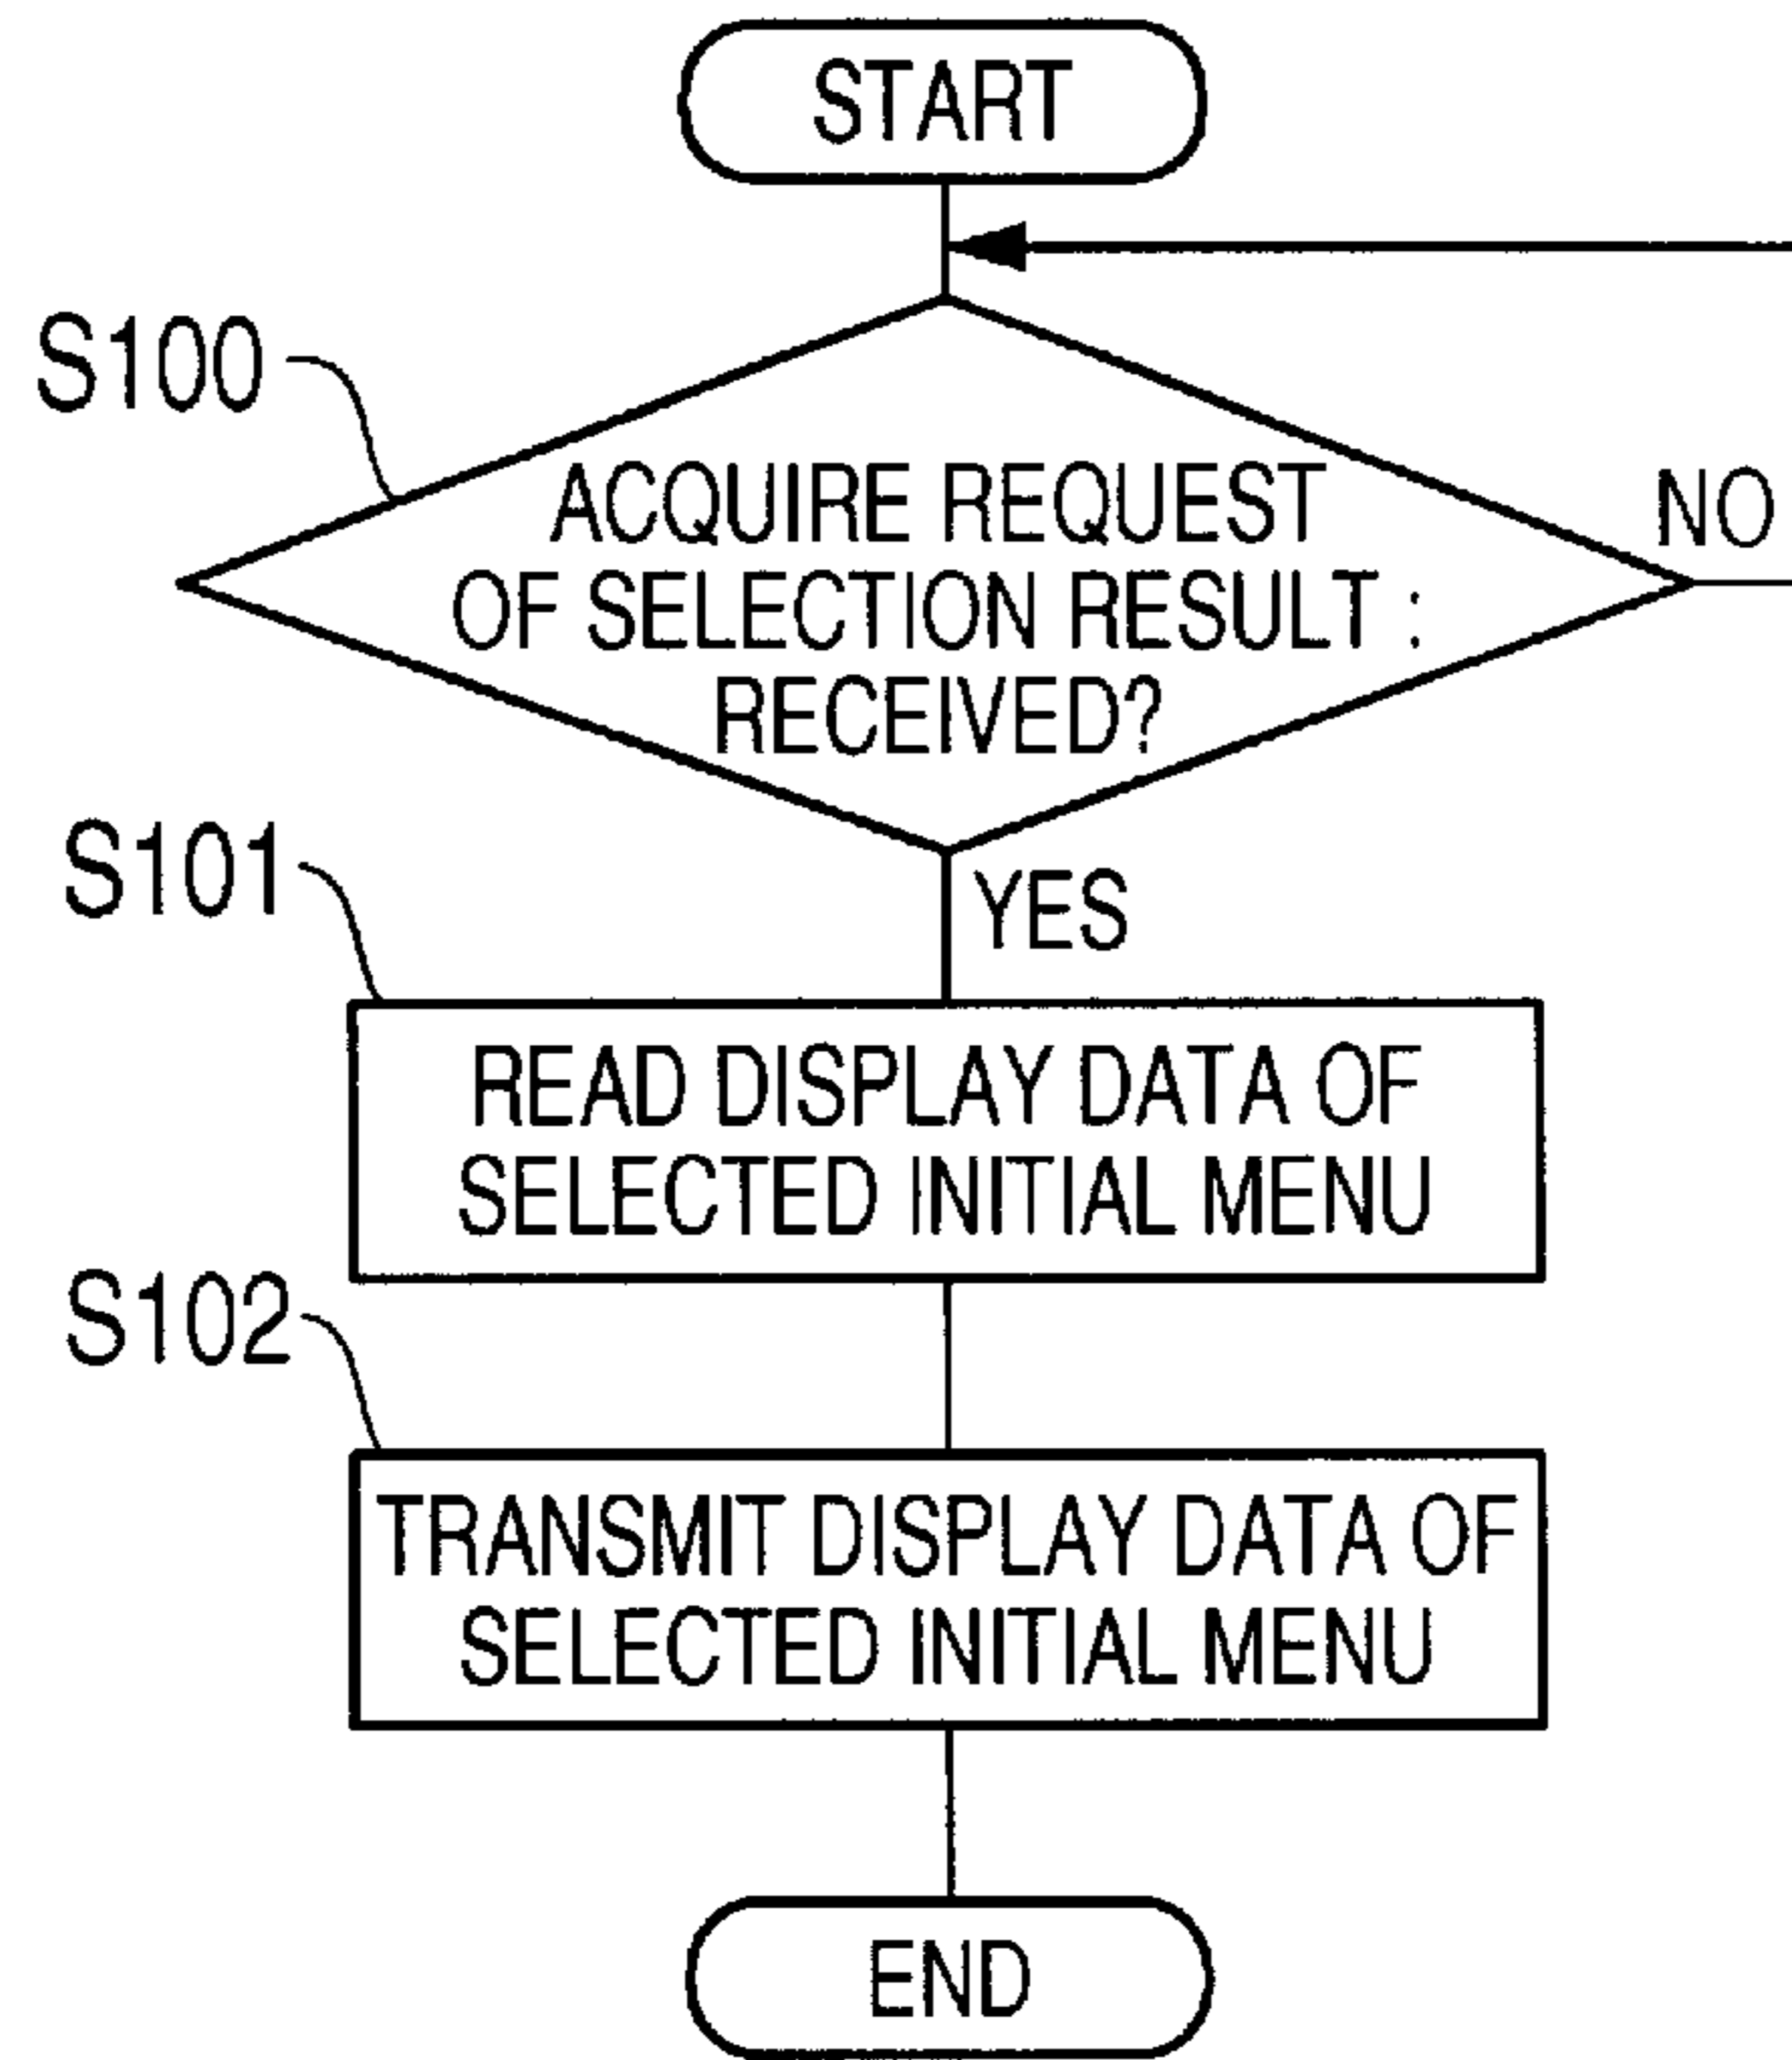 START
S100
ACQUIRE REQUEST
OF SELECTION RESULT :
RECEIVED?
NO
S101
YES
READ DISPLAY DATA OF
SELECTED INITIAL MENU
S102
TRANSMIT DISPLAY DATA OF
SELECTED INITIAL MENU
END